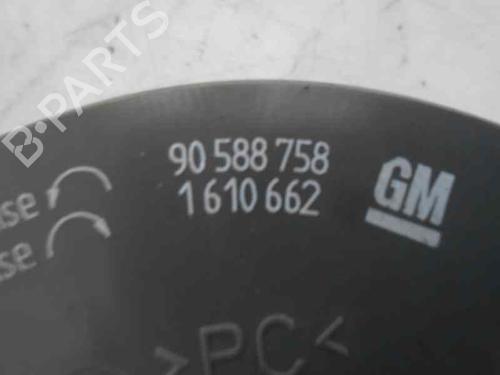 B-PARTS
90 588 758
1 610 662
GM
se
se
>PC<